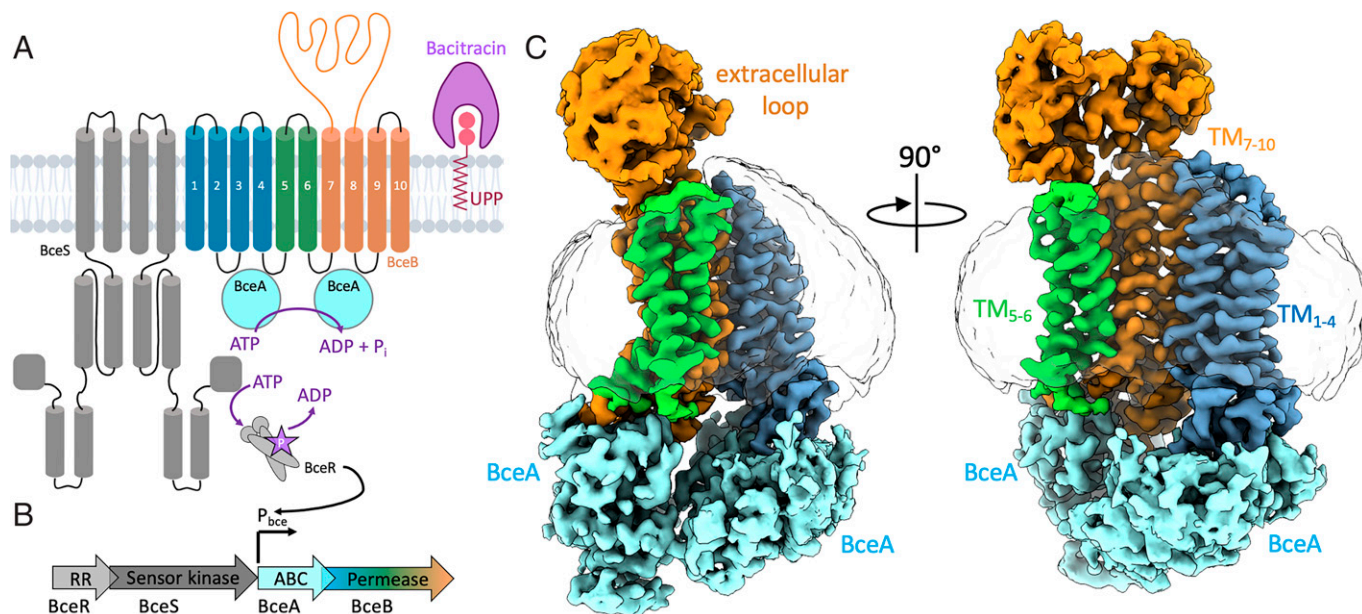 A
Bacitracin
1
2
3
4
5
6
7
8
9
10
UPP
BceS
BceB
BceA
BceA
ATP
ADP + Pi
ATP
ADP
P
BceR
B
Pbce
RR
Sensor kinase
ABC
Permease
BceR
BceS
BceA
BceB
C
extracellular
loop
90°
TM7-10
TM5-6
TM1-4
BceA
BceA
BceA
BceA